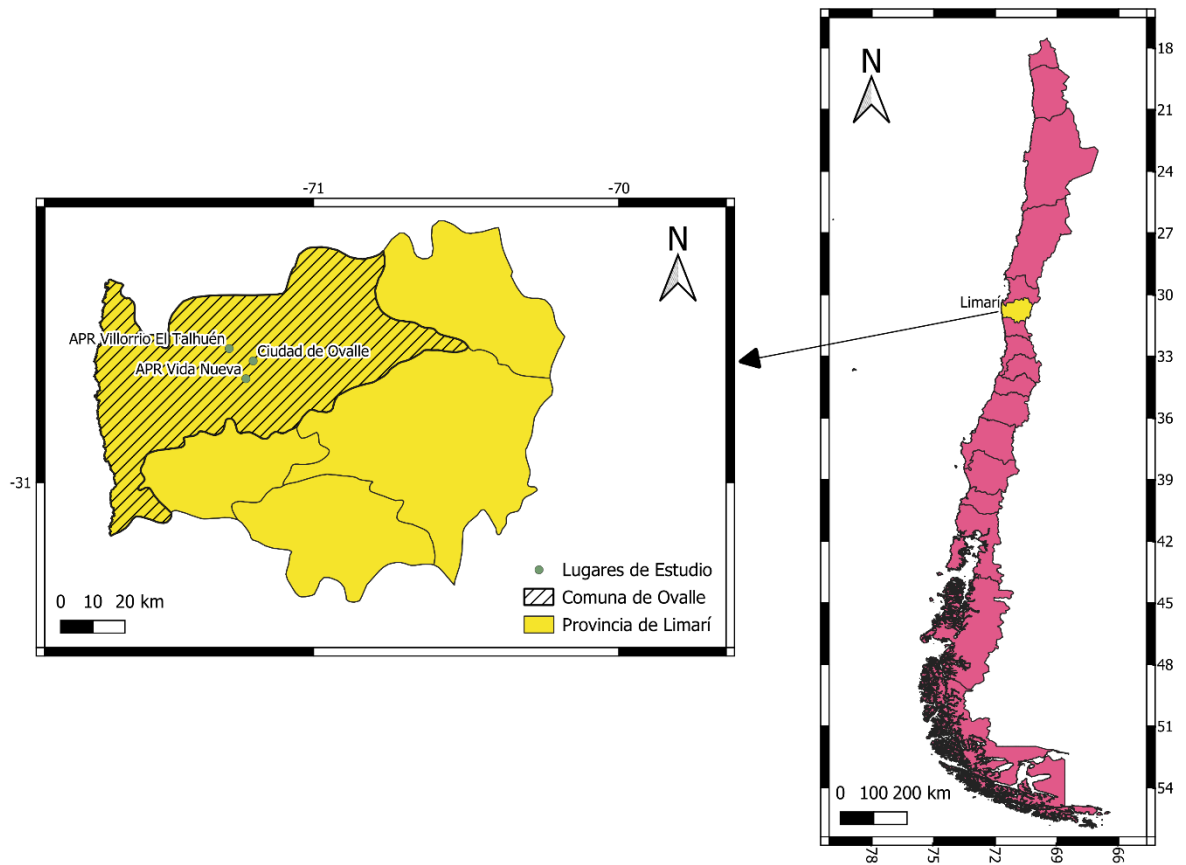 -71
-70
N
APR Villorrio El Talhuén
Ciudad de Ovalle
APR Vida Nueva
-31
Lugares de Estudio
Comuna de Ovalle
Provincia de Limarí
0 10 20 km
N
Limarí
18
21
24
27
30
33
36
39
42
45
48
51
54
0 100 200 km
78
75
72
69
66